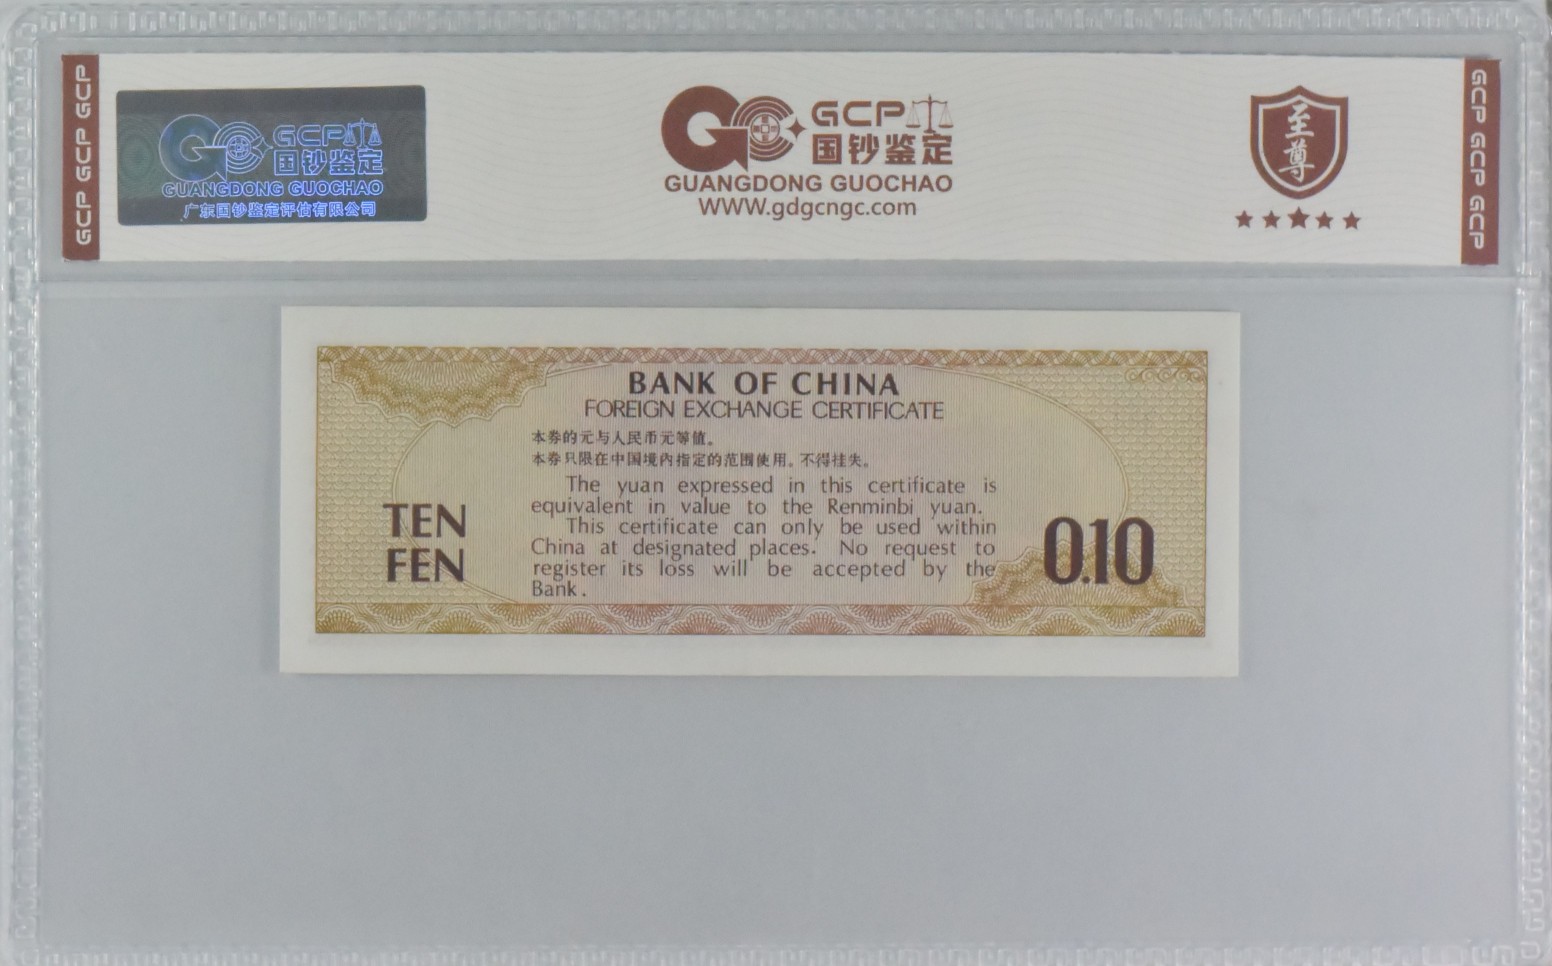 GCP GCP GCP
GCP
国钞鉴定
GUANGDONG GUOCHAO
广东国钞鉴定评估有限公司
GCP
国钞鉴定
GUANGDONG GUOCHAO
WWW.gdgcngc.com
至尊
GCP GCP GCP
BANK OF CHINA
FOREIGN EXCHANGE CERTIFICATE
本券的元与人民币元等值。
本券只限在中国境内指定的范围使用。不得挂失。
The yuan expressed in this certificate is
equivalent in value to the Renminbi yuan.
This certificate can only be used within
China at designated places. No request to
register its loss will be accepted by the
Bank.
TEN
FEN
0.10